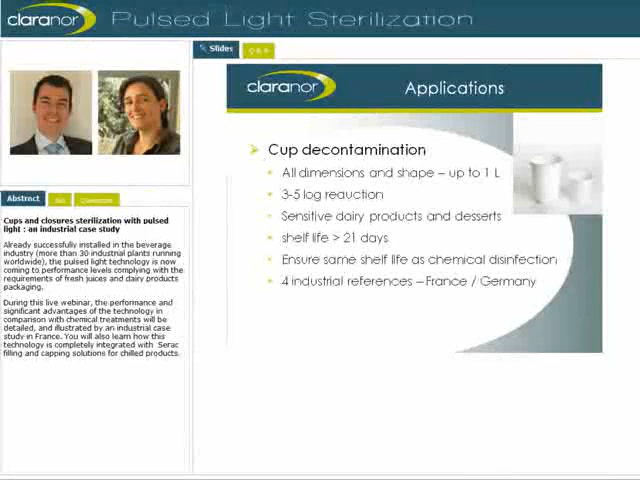 claranor Pulsed Light Sterilization
Slides
Q & A
claranor
Applications
Cup decontamination
All dimensions and shape – up to 1 L
3-5 log reduction
Sensitive dairy products and desserts
shelf life > 21 days
Ensure same shelf life as chemical disinfection
4 industrial references – France / Germany
Abstract
Cups and closures sterilization with pulsed
light : an industrial case study
Already successfully installed in the beverage
industry (more than 30 industrial plants running
worldwide), the pulsed light technology is now
coming to performance levels complying with the
requirements of fresh juices and dairy products
packaging.
During this live webinar, the performance and
significant advantages of the technology in
comparison with chemical treatments will be
detailed, and illustrated by an industrial case
study in France. You will also learn how this
technology is completely integrated with Serac
filling and capping solutions for chilled products.